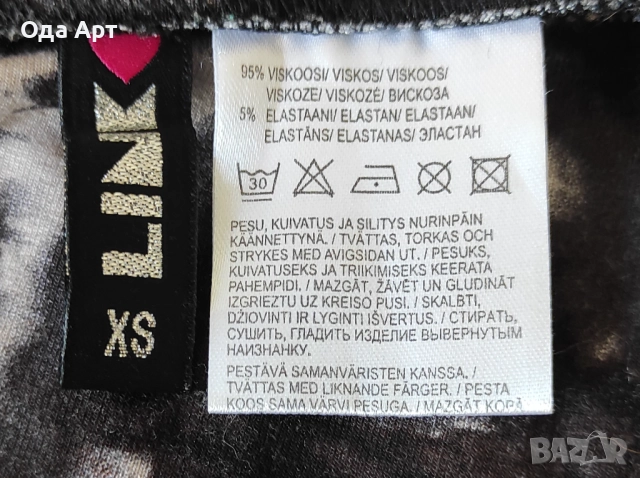 Ода Арт
LINK
XS
95% VISKOOSI/ VISKOS/ VISKOOS/
VISKOZE/ VISKOZĖ/ ВИСКОЗА
5% ELASTAANI/ ELASTAN/ ELASTAAN/
ELASTĀNS/ ELASTANAS/ ЭЛАСТАН
30
PESU, KUIVATUS JA SILITYS NURINPÄIN
KÄÄNNETTYNÄ. / TVÄTTAS, TORKAS OCH
STRYKES MED AVIGSIDAN UT. / PESUKS,
KUIVATUSEKS JA TRIIKIMISEKS KEERATA
PAHEMPIDI. / MAZGĀT, ŽĀVĒT UN GLUDINĀT
IZGRIEZTU UZ KREISO PUSI. / SKALBTI,
DŽIOVINTI IR LYGINTI IŠVERTUS. / СТИРАТЬ,
СУШИТЬ, ГЛАДИТЬ ИЗДЕЛИЕ ВЫВЕРНУТЫМ
НАИЗНАНКУ.
PESTÄVÄ SAMANVÄRISTEN KANSSA. /
TVÄTTAS MED LIKNANDE FÄRGER. / PESTA
KOOS SAMA VÄRVI PESUGA. / MAZGĀT KOPĀ
BAZAR